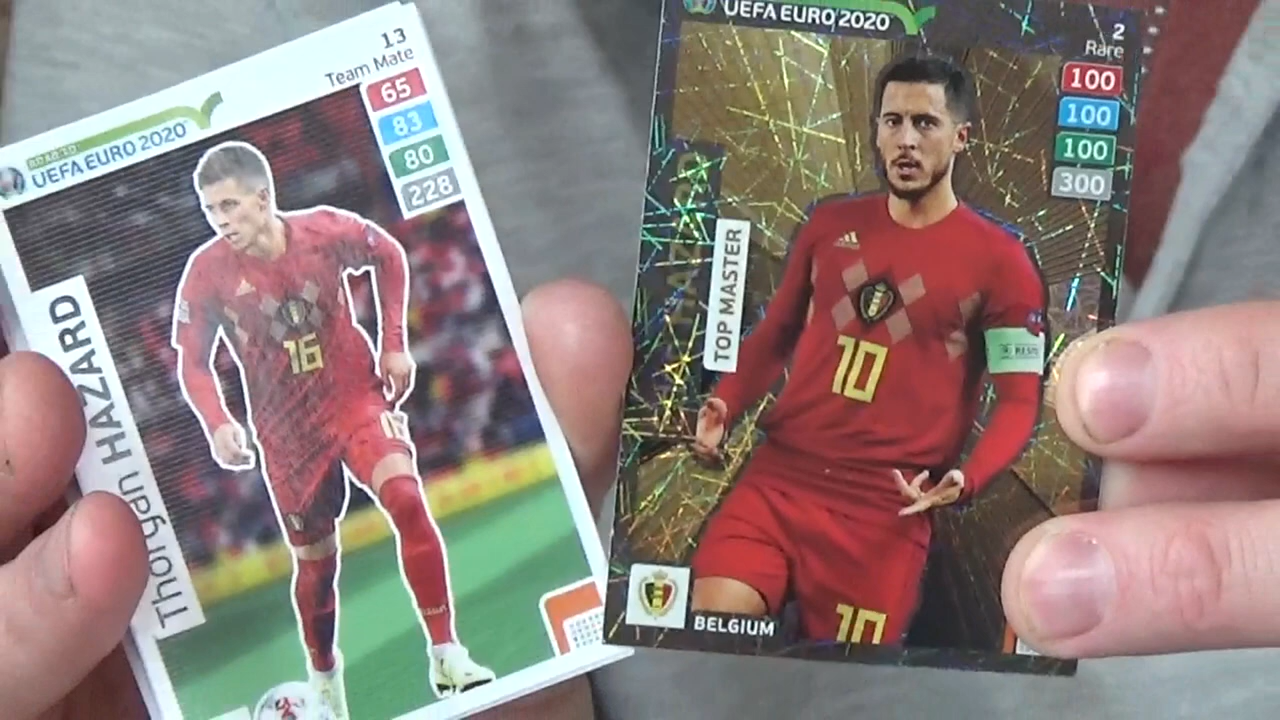 13
Team Mate
65
83
80
228
ROAD TO
UEFA EURO 2020
Thorgan HAZARD
16
UEFA EURO 2020
2
Rare
100
100
100
300
HAZARD
TOP MASTER
10
10
BELGIUM